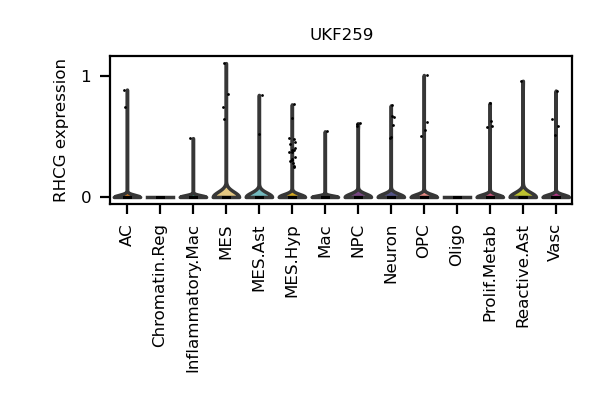 UKF259
RHCG expression
1
0
AC
Chromatin.Reg
Inflammatory.Mac
MES
MES.Ast
MES.Hyp
Mac
NPC
Neuron
OPC
Oligo
Prolif.Metab
Reactive.Ast
Vasc